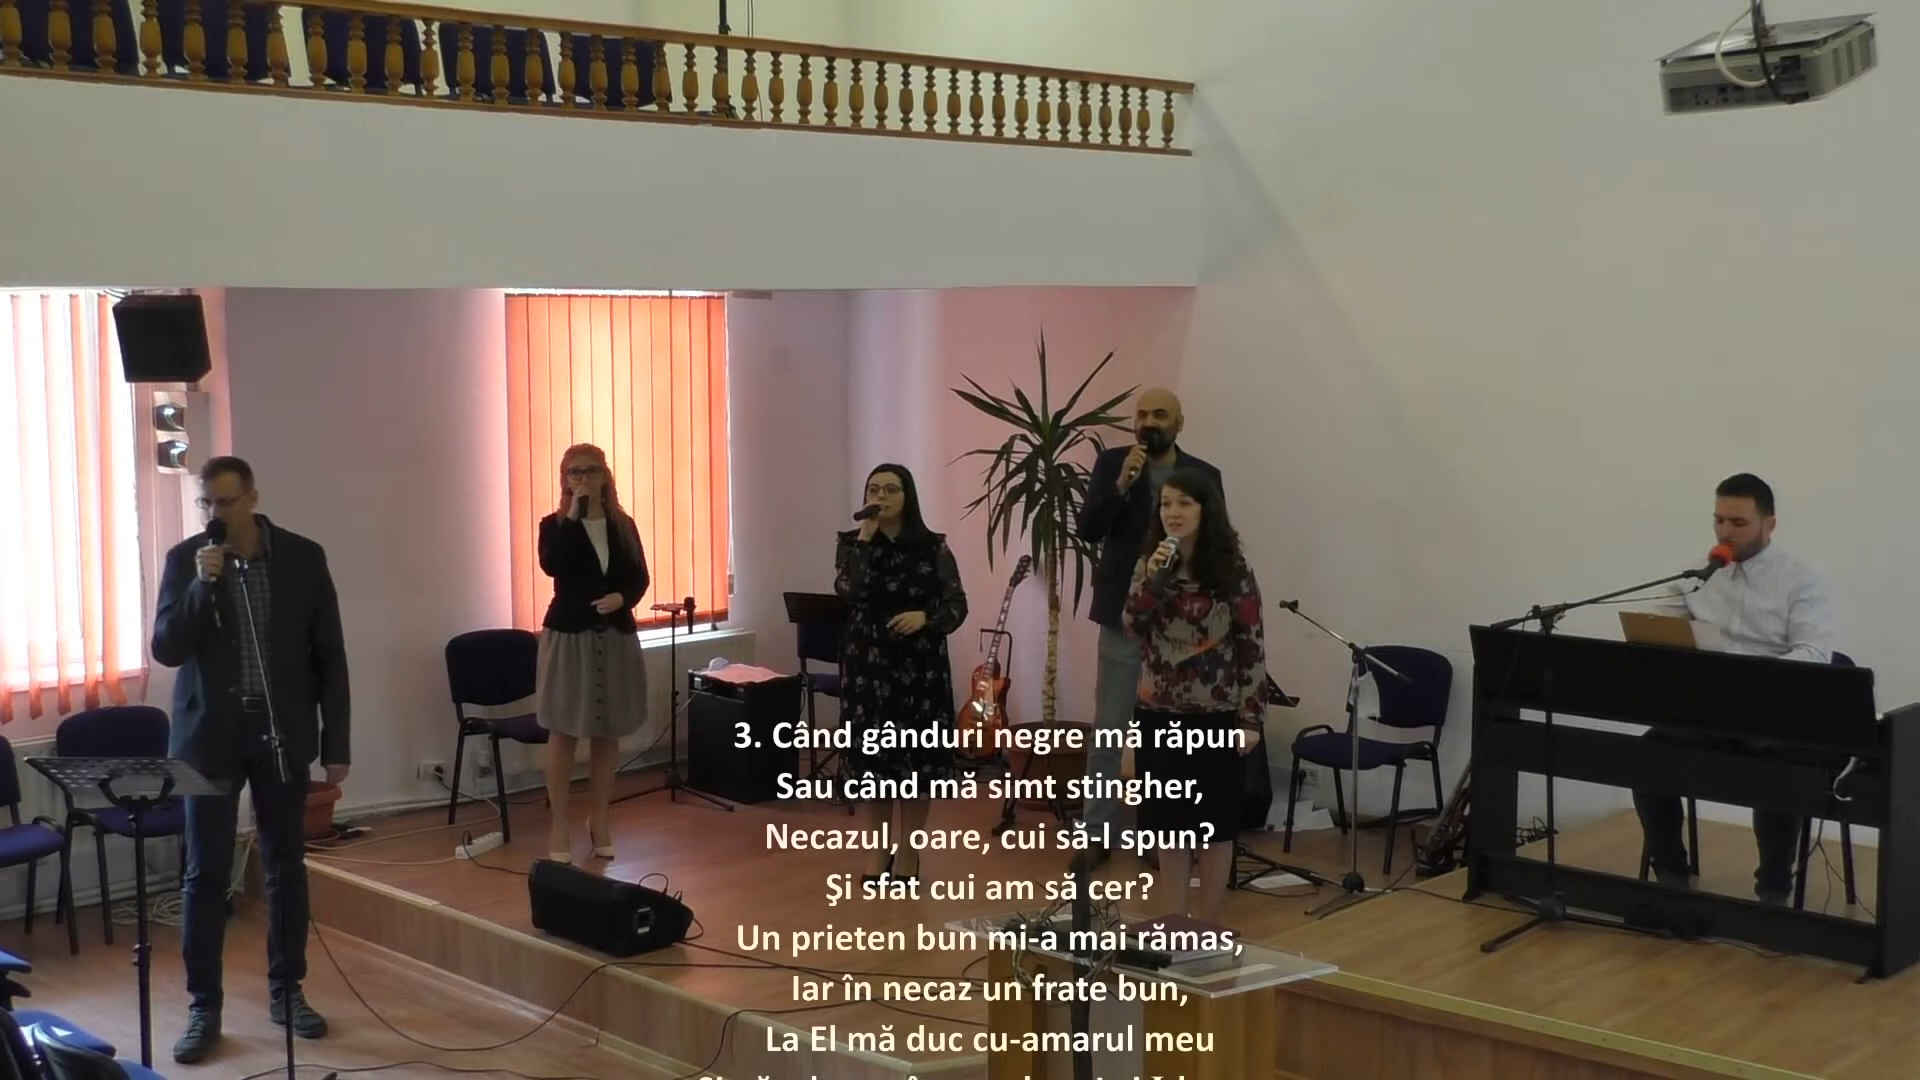 3. Când gânduri negre mă răpun
Sau când mă simt stingher,
Necazul, oare, cui să-l spun?
Şi sfat cui am să cer?
Un prieten bun mi-a mai rămas,
Iar în necaz un frate bun,
La El mă duc cu-amarul meu